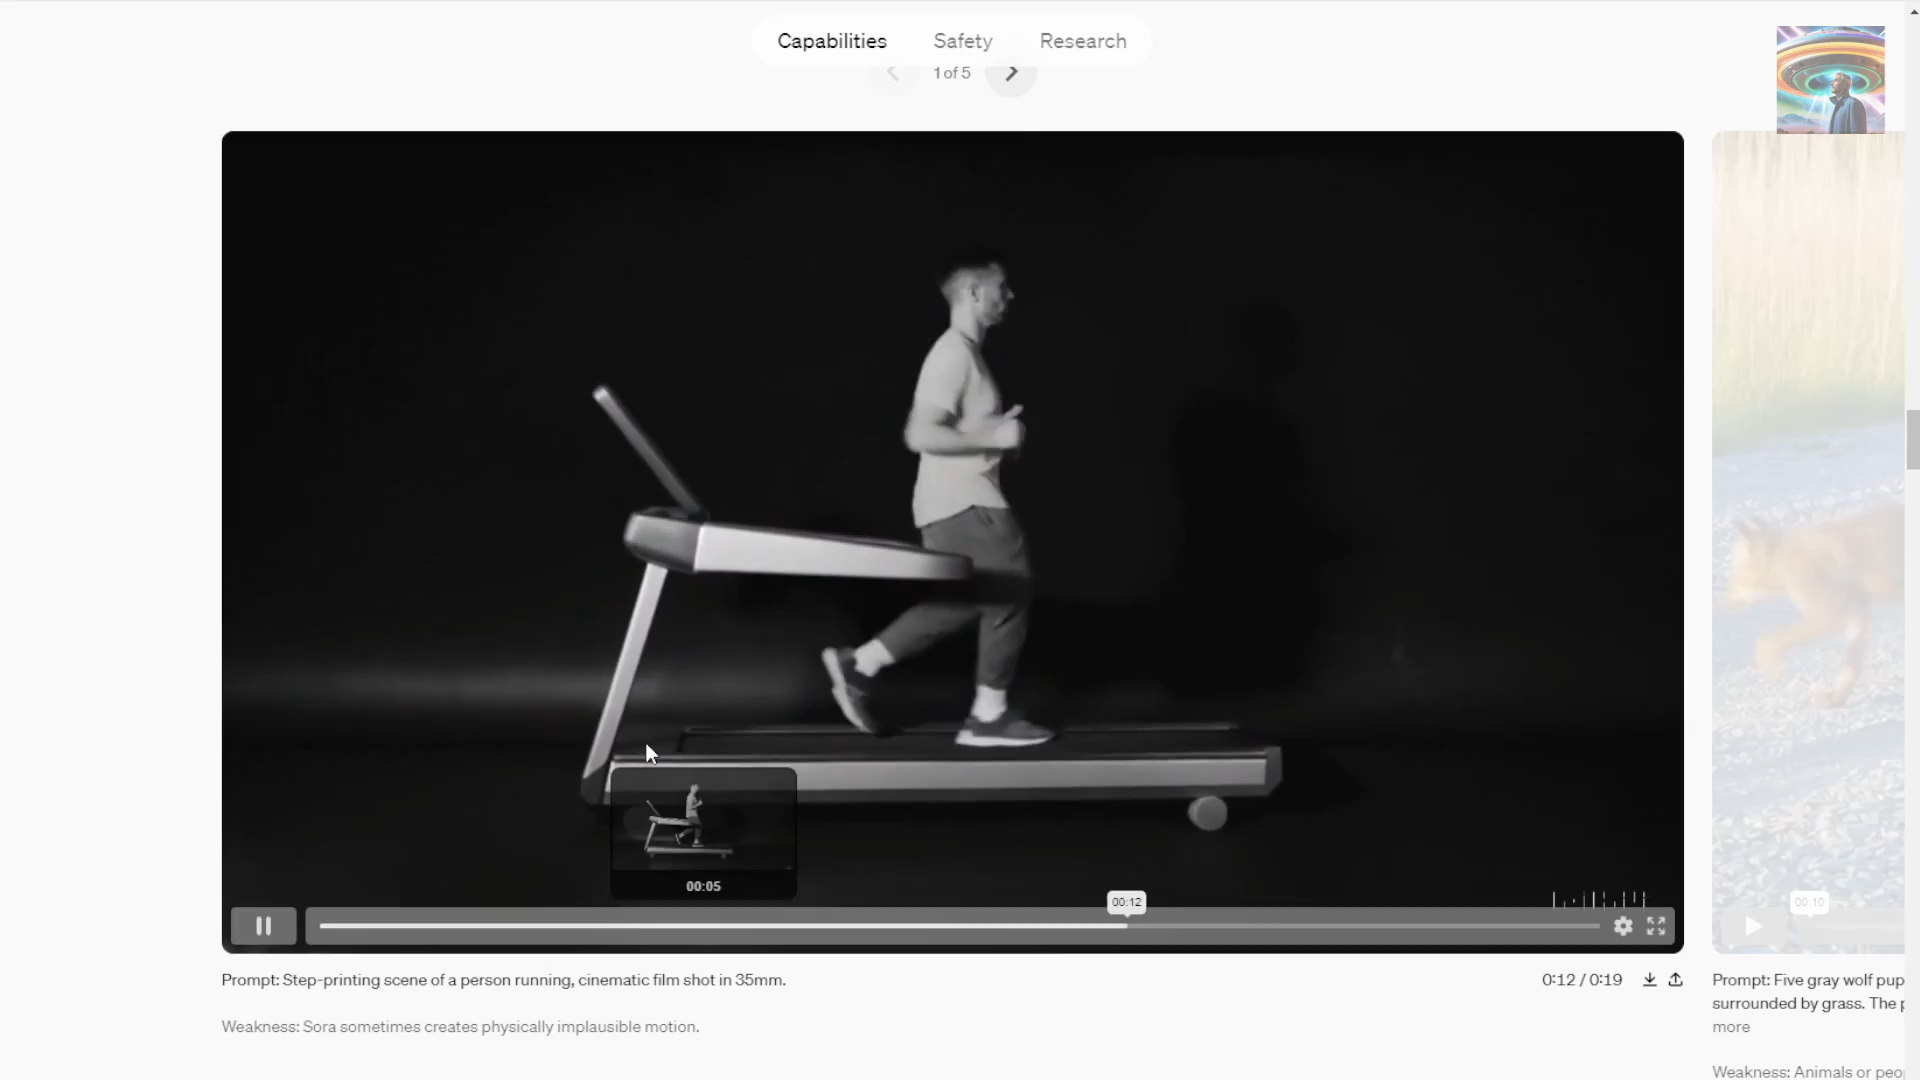 Capabilities
Safety
Research
1 of 5
00:05
00:12
00:10
Prompt: Step-printing scene of a person running, cinematic film shot in 35mm.
0:12 / 0:19
Weakness: Sora sometimes creates physically implausible motion.
Prompt: Five gray wolf pup
surrounded by grass. The p
more
Weakness: Animals or peo